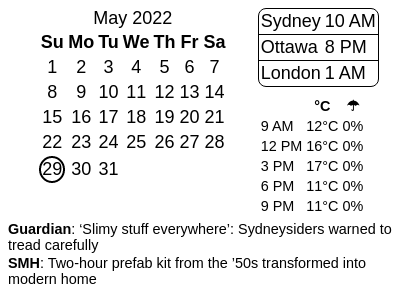 May 2022
Su Mo Tu We Th Fr Sa
1 2 3 4 5 6 7
8 9 10 11 12 13 14
15 16 17 18 19 20 21
22 23 24 25 26 27 28
29 30 31
Sydney 10 AM
Ottawa 8 PM
London 1 AM
°C ☂
9 AM 12°C 0%
12 PM 16°C 0%
3 PM 17°C 0%
6 PM 11°C 0%
9 PM 11°C 0%
Guardian: ‘Slimy stuff everywhere’: Sydneysiders warned to
tread carefully
SMH: Two-hour prefab kit from the ’50s transformed into
modern home